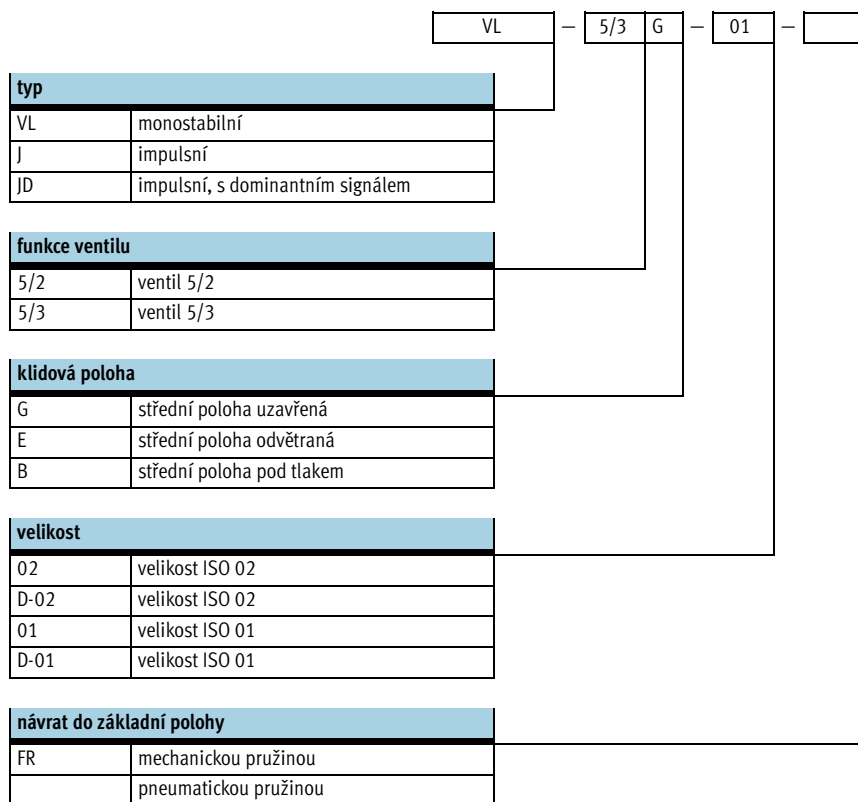 VL – 5/3 G – 01 –
typ
VL monostabilní
J impulsní
JD impulsní, s dominantním signálem
funkce ventilu
5/2 ventil 5/2
5/3 ventil 5/3
klidová poloha
G střední poloha uzavřená
E střední poloha odvětraná
B střední poloha pod tlakem
velikost
02 velikost ISO 02
D-02 velikost ISO 02
01 velikost ISO 01
D-01 velikost ISO 01
návrat do základní polohy
FR mechanickou pružinou
pneumatickou pružinou